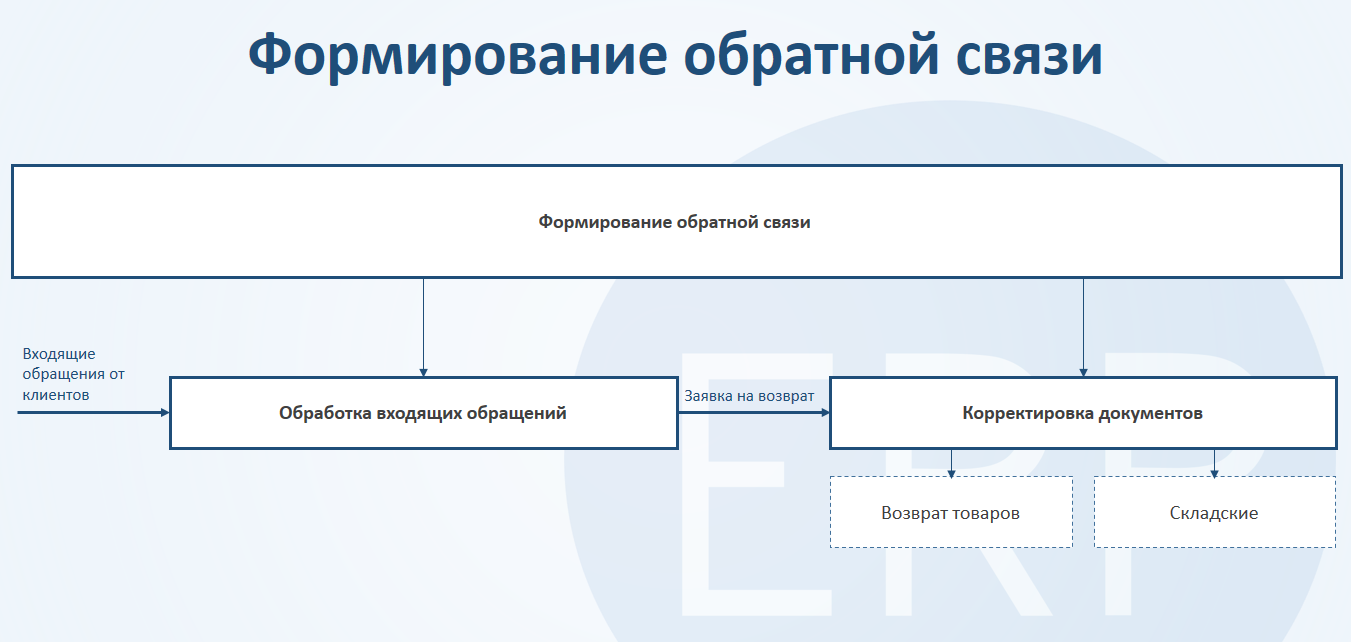 Формирование обратной связи
Формирование обратной связи
Входящие
обращения от
клиентов
Обработка входящих обращений
Заявка на возврат
Корректировка документов
Возврат товаров
Складские
ERP